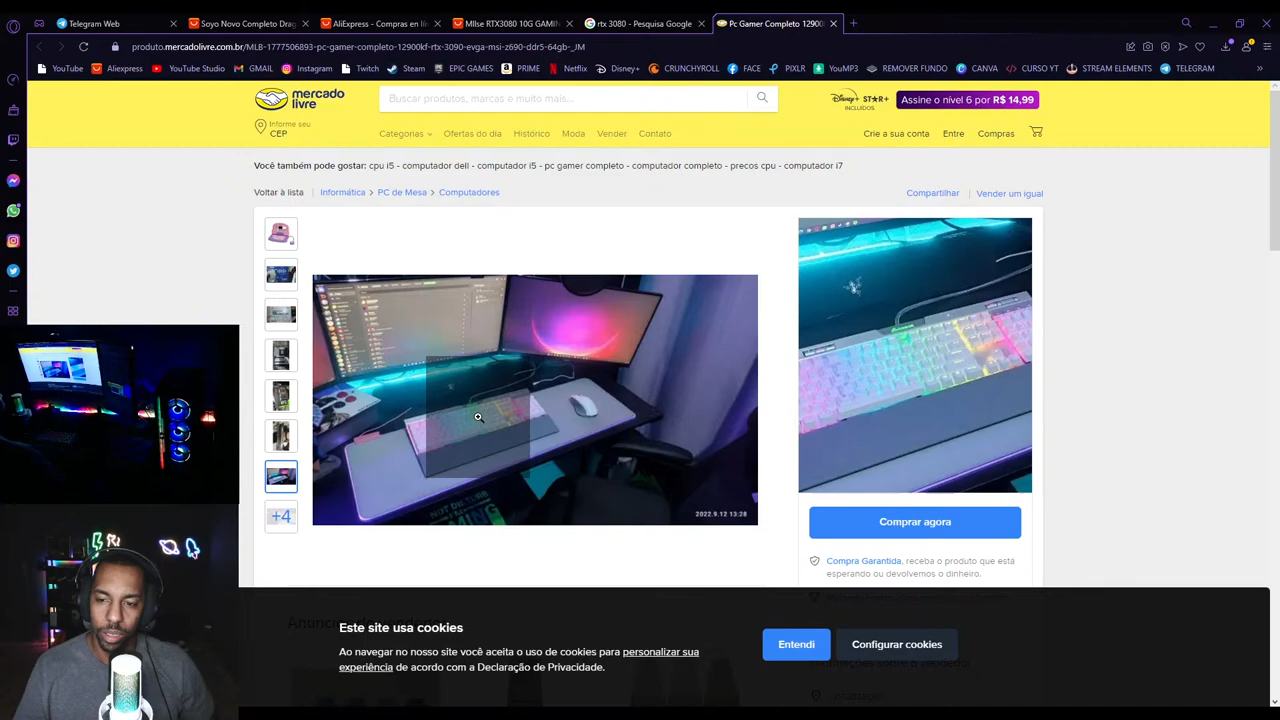 Telegram Web
Soyo Novo Completo Drag
AliExpress - Compras en lí
Mllse RTX3080 10G GAMIN
rtx 3080 - Pesquisa Google
Pc Gamer Completo 12900
produto.mercadolivre.com.br/MLB-1777506893-pc-gamer-completo-12900kf-rtx-3090-evga-msi-z690-ddr5-64gb-_JM
YouTube
Aliexpress
YouTube Studio
GMAIL
Instagram
Twitch
Steam
EPIC GAMES
PRIME
Netflix
Disney+
CRUNCHYROLL
FACE
PIXLR
YouMP3
REMOVER FUNDO
CANVA
CURSO YT
STREAM ELEMENTS
TELEGRAM
mercado
livre
Buscar produtos, marcas e muito mais...
Disney+ STAR+
INCLUIDOS
Assine o nível 6 por R$ 14,99
Informe seu
CEP
Categorias
Ofertas do dia
Histórico
Moda
Vender
Contato
Crie a sua conta
Entre
Compras
Você também pode gostar: cpu i5 - computador dell - computador i5 - pc gamer completo - computador completo - precos cpu - computador i7
Voltar à lista
Informática > PC de Mesa > Computadores
Compartilhar
Vender um igual
+4
2022.9.12 13:28
Comprar agora
Compra Garantida, receba o produto que está
esperando ou devolvemos o dinheiro.
Este site usa cookies
Ao navegar no nosso site você aceita o uso de cookies para personalizar sua
experiência de acordo com a Declaração de Privacidade.
Entendi
Configurar cookies